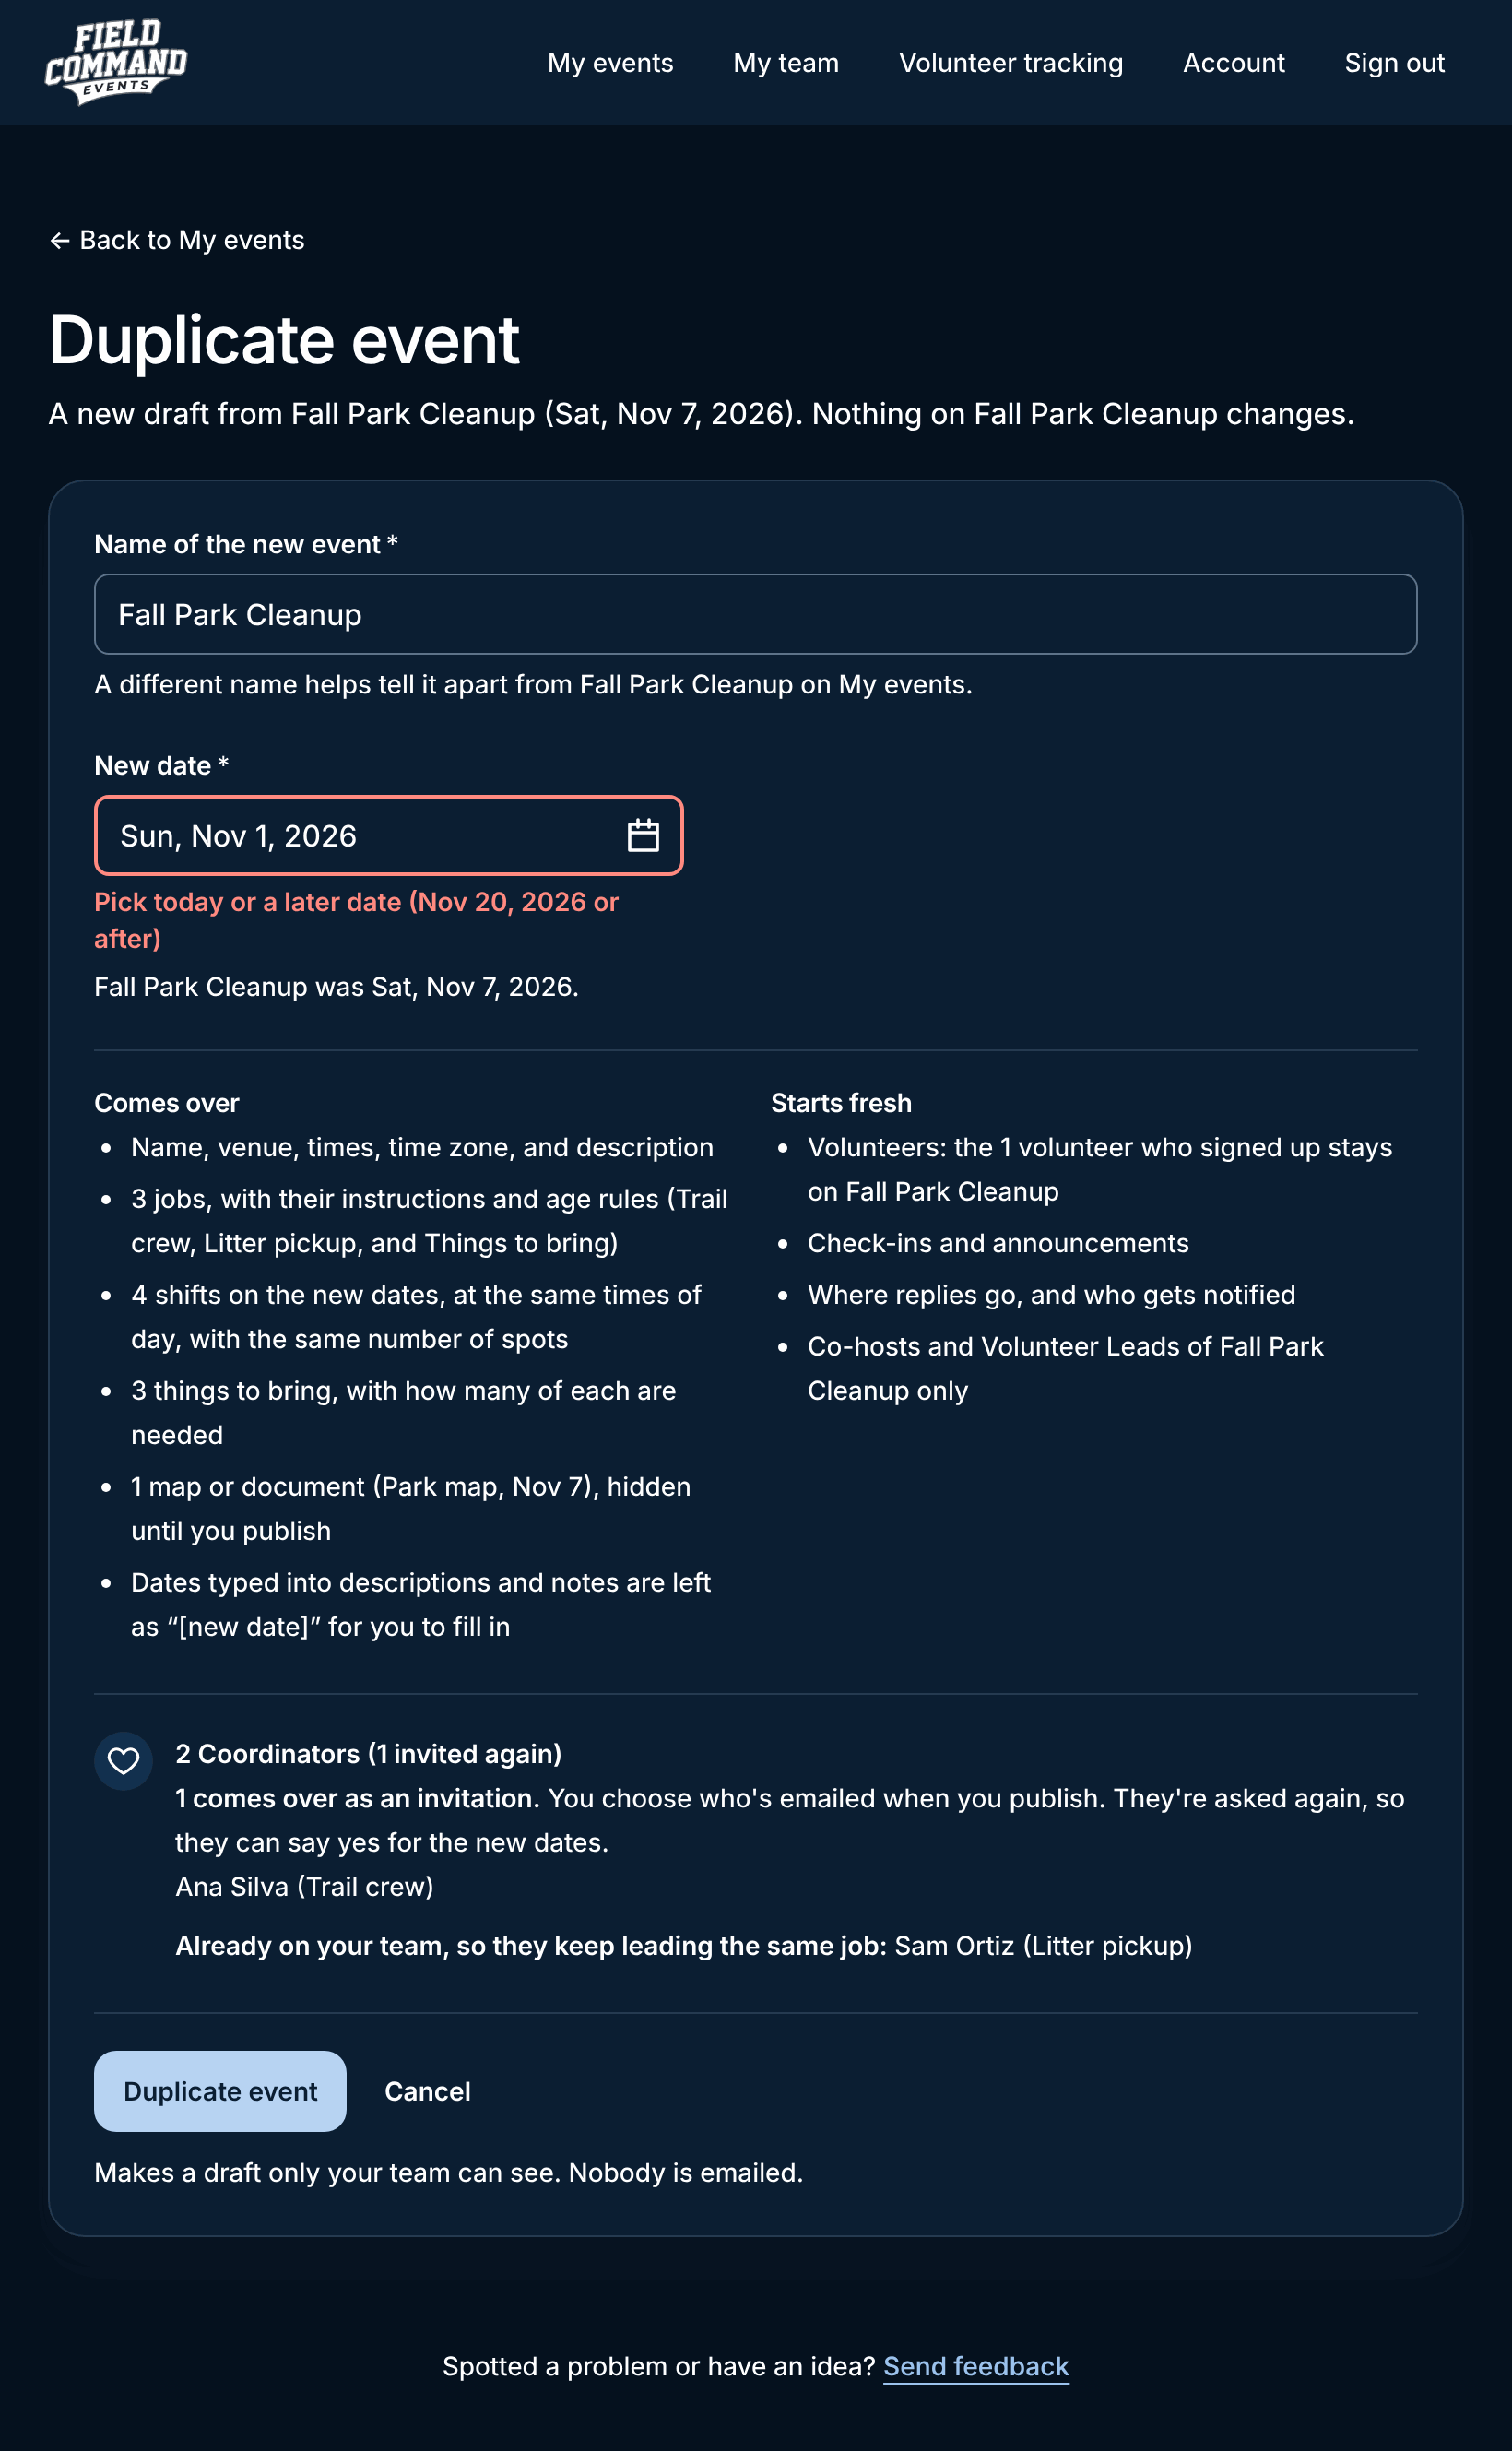 FIELD
COMMAND
EVENTS
My events
My team
Volunteer tracking
Account
Sign out
← Back to My events
Duplicate event
A new draft from Fall Park Cleanup (Sat, Nov 7, 2026). Nothing on Fall Park Cleanup changes.
Name of the new event *
Fall Park Cleanup
A different name helps tell it apart from Fall Park Cleanup on My events.
New date *
Sun, Nov 1, 2026
Pick today or a later date (Nov 20, 2026 or
after)
Fall Park Cleanup was Sat, Nov 7, 2026.
Comes over
• Name, venue, times, time zone, and description
• 3 jobs, with their instructions and age rules (Trail
crew, Litter pickup, and Things to bring)
• 4 shifts on the new dates, at the same times of
day, with the same number of spots
• 3 things to bring, with how many of each are
needed
• 1 map or document (Park map, Nov 7), hidden
until you publish
• Dates typed into descriptions and notes are left
as “[new date]” for you to fill in
Starts fresh
• Volunteers: the 1 volunteer who signed up stays
on Fall Park Cleanup
• Check-ins and announcements
• Where replies go, and who gets notified
• Co-hosts and Volunteer Leads of Fall Park
Cleanup only
2 Coordinators (1 invited again)
1 comes over as an invitation. You choose who's emailed when you publish. They're asked again, so
they can say yes for the new dates.
Ana Silva (Trail crew)
Already on your team, so they keep leading the same job: Sam Ortiz (Litter pickup)
Duplicate event
Cancel
Makes a draft only your team can see. Nobody is emailed.
Spotted a problem or have an idea? Send feedback